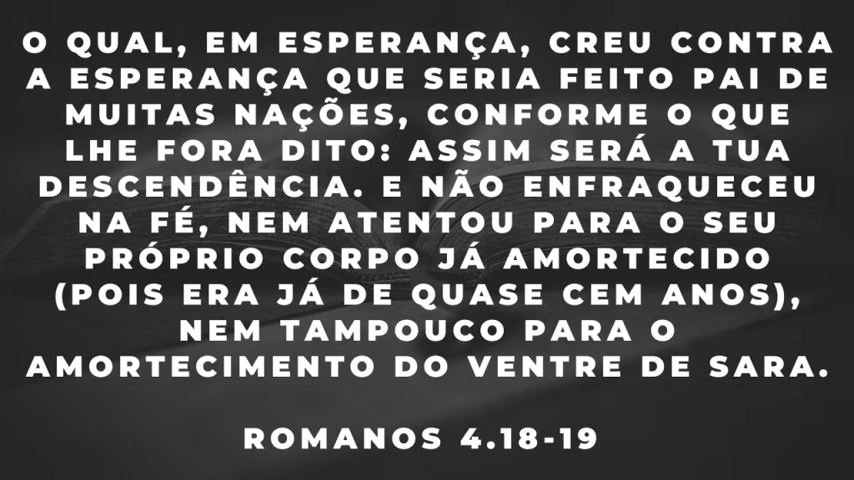 O QUAL, EM ESPERANÇA, CREU CONTRA
A ESPERANÇA QUE SERIA FEITO PAI DE
MUITAS NAÇÕES, CONFORME O QUE
LHE FORA DITO: ASSIM SERÁ A TUA
DESCENDÊNCIA. E NÃO ENFRAQUECEU
NA FÉ, NEM ATENTOU PARA O SEU
PRÓPRIO CORPO JÁ AMORTECIDO
(POIS ERA JÁ DE QUASE CEM ANOS),
NEM TAMPOUCO PARA O
AMORTECIMENTO DO VENTRE DE SARA.
ROMANOS 4.18-19